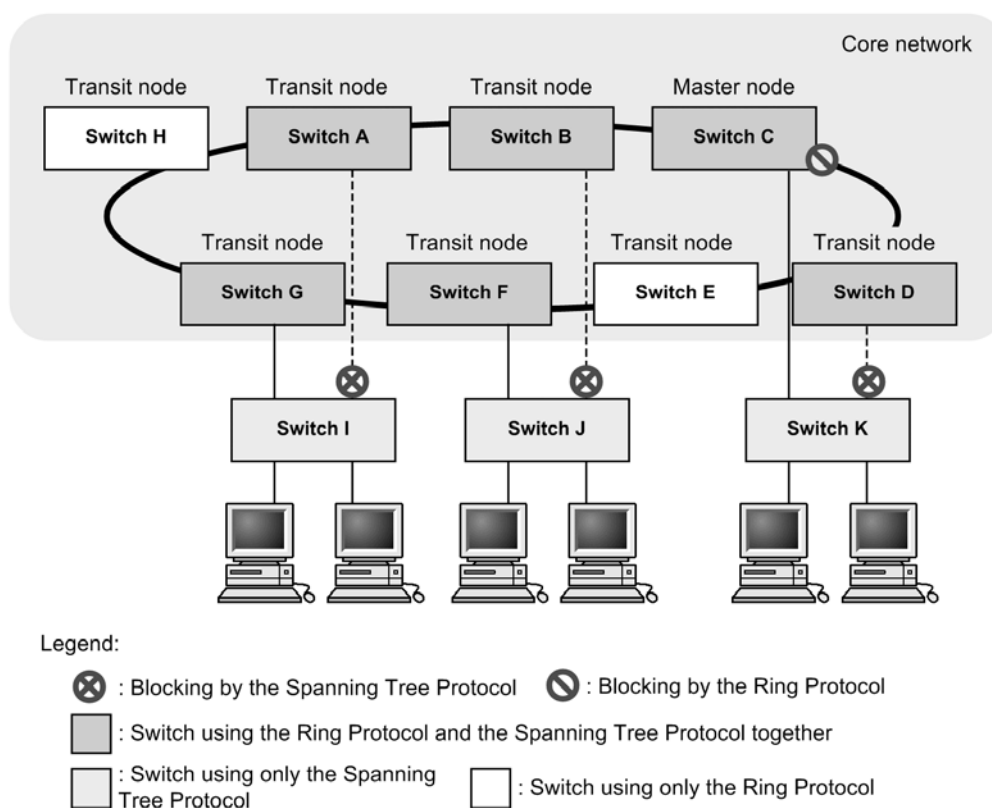 Core network
Transit node
Transit node
Transit node
Master node
Switch H
Switch A
Switch B
Switch C
Transit node
Transit node
Transit node
Transit node
Switch G
Switch F
Switch E
Switch D
Switch I
Switch J
Switch K
Legend:
: Blocking by the Spanning Tree Protocol
: Blocking by the Ring Protocol
: Switch using the Ring Protocol and the Spanning Tree Protocol together
: Switch using only the Spanning
Tree Protocol
: Switch using only the Ring Protocol